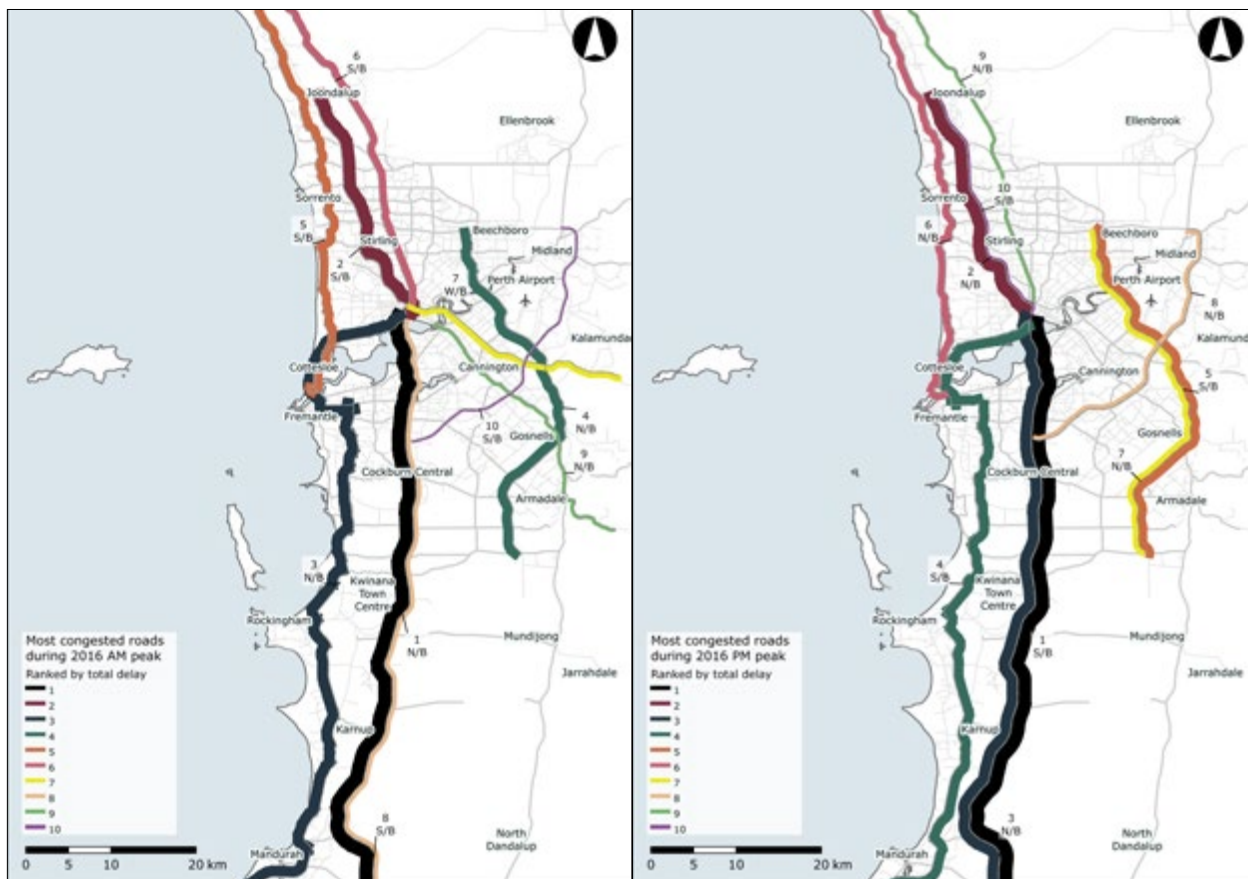 6
S/B
Joondalup
Ellenbrook
Sorrento
5
S/B
Stirling
2
S/B
Beechboro
Midland
7
W/B
Perth Airport
Kalamunda
Cottesloe
Cannington
Fremantle
4
N/B
10
S/B
Gosnells
9
N/B
Cockburn Central
Armadale
3
N/B
Kwinana
Town
Centre
Rockingham
1
N/B
Mundijong
Jarrahdale
Most congested roads
during 2016 AM peak
Ranked by total delay
1
2
3
4
5
6
7
8
9
10
Karnup
8
S/B
North
Dandalup
Mandurah
0 5 10 20 km
9
N/B
Joondalup
Ellenbrook
10
S/B
Sorrento
6
N/B
Stirling
2
N/B
Beechboro
Midland
Perth Airport
8
N/B
Kalamunda
Cottesloe
Cannington
5
S/B
Fremantle
Gosnells
7
N/B
Cockburn Central
Armadale
4
S/B
Kwinana
Town
Centre
Rockingham
1
S/B
Mundijong
Jarrahdale
Most congested roads
during 2016 PM peak
Ranked by total delay
1
2
3
4
5
6
7
8
9
10
Karnup
3
N/B
North
Dandalup
Mandurah
0 5 10 20 km